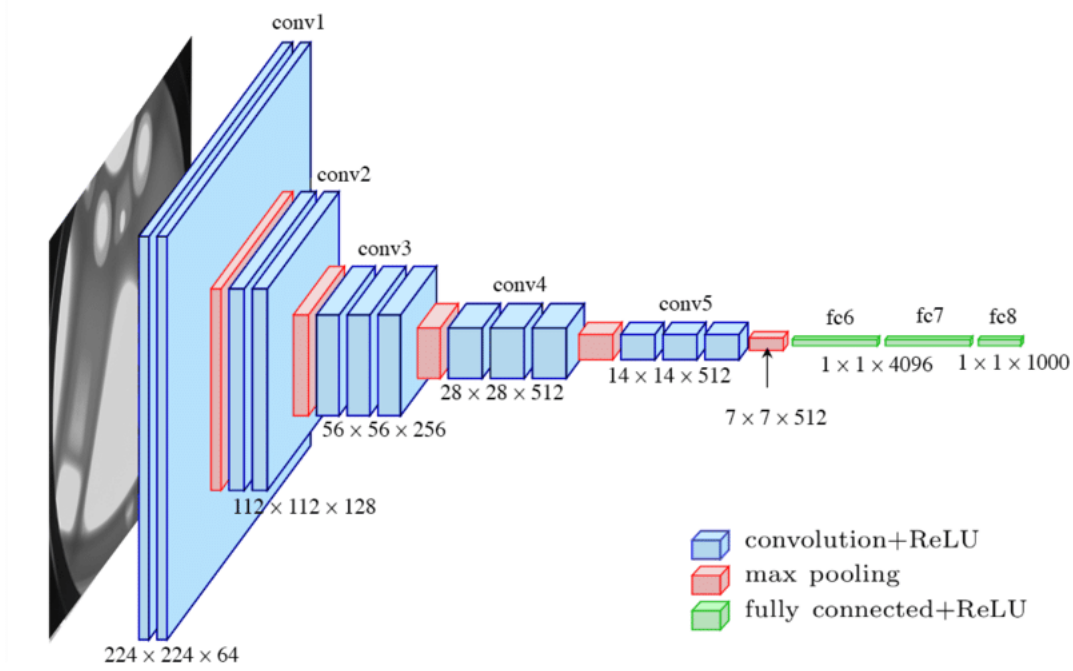 conv1
conv2
conv3
conv4
conv5
fc6
fc7
fc8
1 × 1 × 4096
1 × 1 × 1000
14 × 14 × 512
28 × 28 × 512
7 × 7 × 512
56 × 56 × 256
112 × 112 × 128
224 × 224 × 64
convolution+ReLU
max pooling
fully connected+ReLU